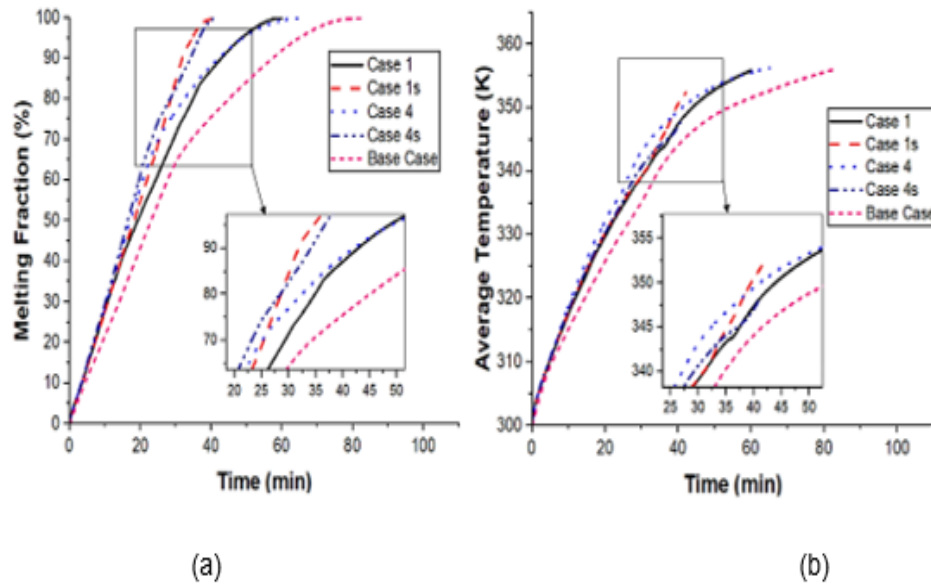 100
90
80
70
60
50
40
30
20
10
0
Melting Fraction (%)
0 20 40 60 80 100
Time (min)
Case 1
Case 1s
Case 4
Case 4s
Base Case
90
80
70
20 25 30 35 40 45 50
(a)
365
360
350
340
330
320
310
300
Average Temperature (K)
0 20 40 60 80 100
Time (min)
Case 1
Case 1s
Case 4
Case 4s
Base Case
355
350
345
340
25 30 35 40 45 50
(b)